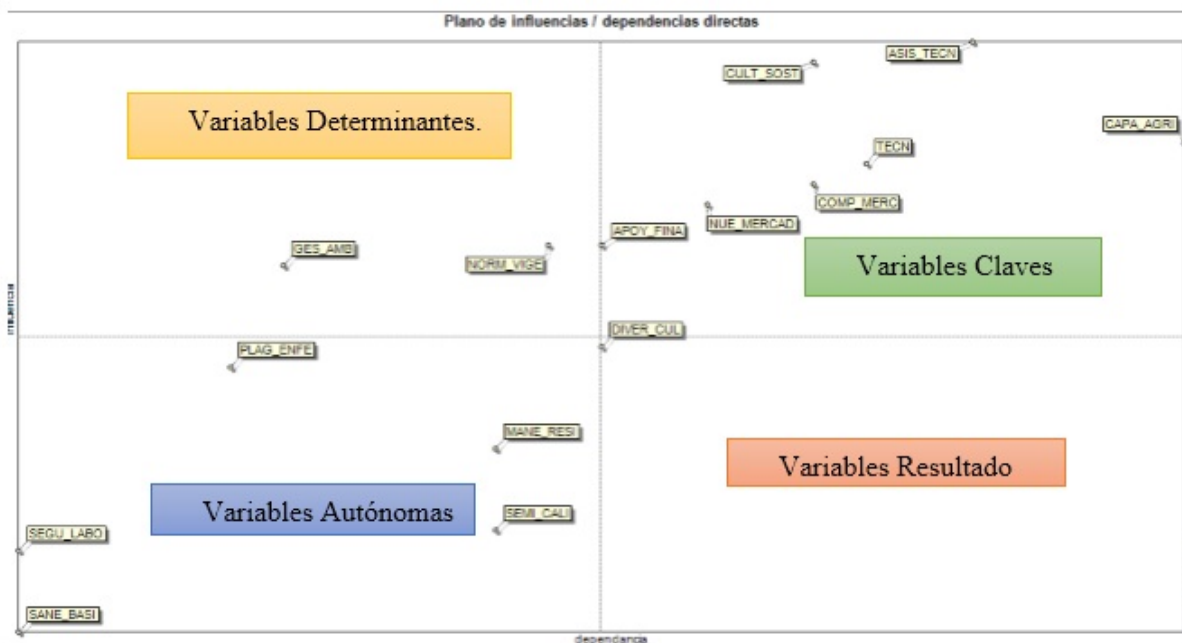 Plano de influencias / dependencias directas
ASIS_TECN
CULT_SOST
Variables Determinantes.
CAPA_AGRI
TECN
COMP_MERC
NUE_MERCAD
APOY_FINA
GES_AMB
NORM_VIGE
Variables Claves
influencia
DIVER_CUL
PLAG_ENFE
MANE_RESI
Variables Resultado
Variables Autónomas
SEMI_CALI
SEGU_LABO
SANE_BASI
dependencia